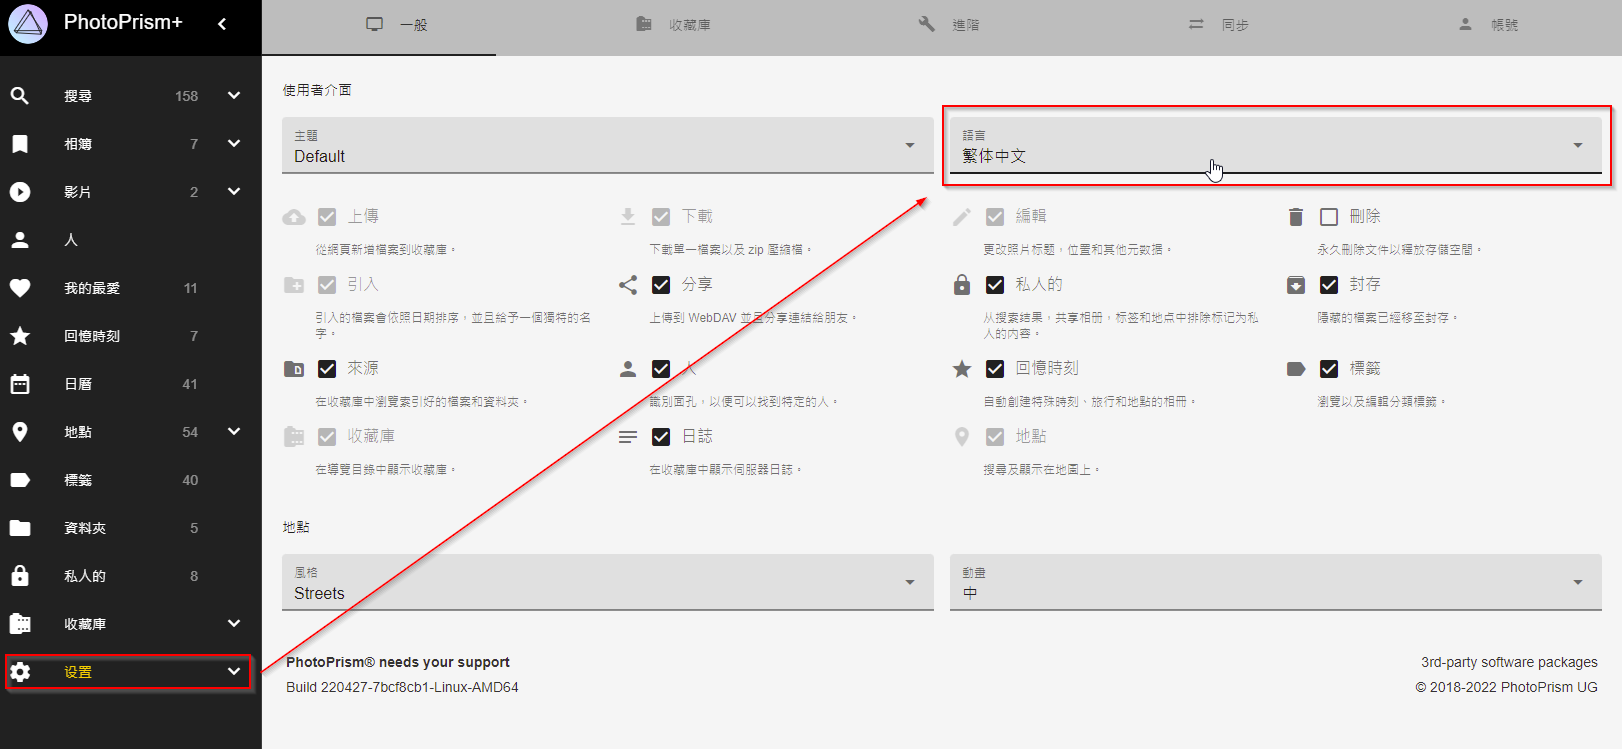 PhotoPrism+
搜尋 158
相簿 7
影片 2
人
我的最愛 11
回憶時刻 7
日曆 41
地點 54
標籤 40
資料夾 5
私人的 8
收藏庫
设置
一般 收藏庫 進階 同步 帳號
使用者介面
主題
Default
語言
繁体中文
上傳
從網頁新增檔案到收藏庫。
下載
下載單一檔案以及 zip 壓縮檔。
編輯
更改照片标题，位置和其他元数据。
刪除
永久刪除文件以釋放存儲空間。
引入
引入的檔案會依照日期排序，並且給予一個獨特的名
字。
分享
上傳到 WebDAV 並且分享連結給朋友。
私人的
从搜索结果，共享相册，标签和地点中排除标记为私
人的内容。
封存
隱藏的檔案已經移至封存。
來源
在收藏庫中瀏覽索引好的檔案和資料夾。
人
識別面孔，以便可以找到特定的人。
回憶時刻
自動創建特殊時刻、旅行和地點的相冊。
標籤
瀏覽以及編輯分類標籤。
收藏庫
在導覽目錄中顯示收藏庫。
日誌
在收藏庫中顯示伺服器日誌。
地點
搜尋及顯示在地圖上。
地點
風格
Streets
動畫
中
PhotoPrism® needs your support
Build 220427-7bcf8cb1-Linux-AMD64
3rd-party software packages
© 2018-2022 PhotoPrism UG